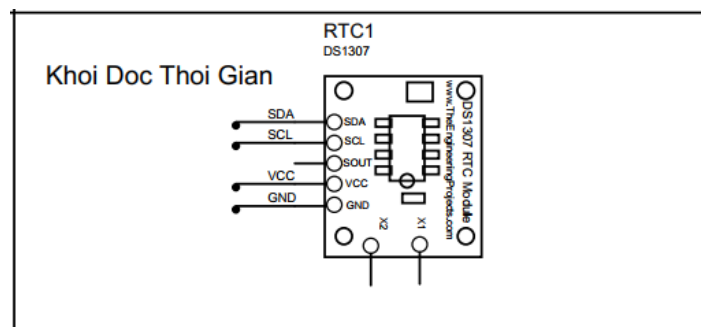 RTC1
DS1307
Khoi Doc Thoi Gian
SDA
SCL
VCC
GND
SDA
SCL
SOUT
VCC
GND
DS1307 RTC Module
www.TheEngineeringProjects.com
X2
X1